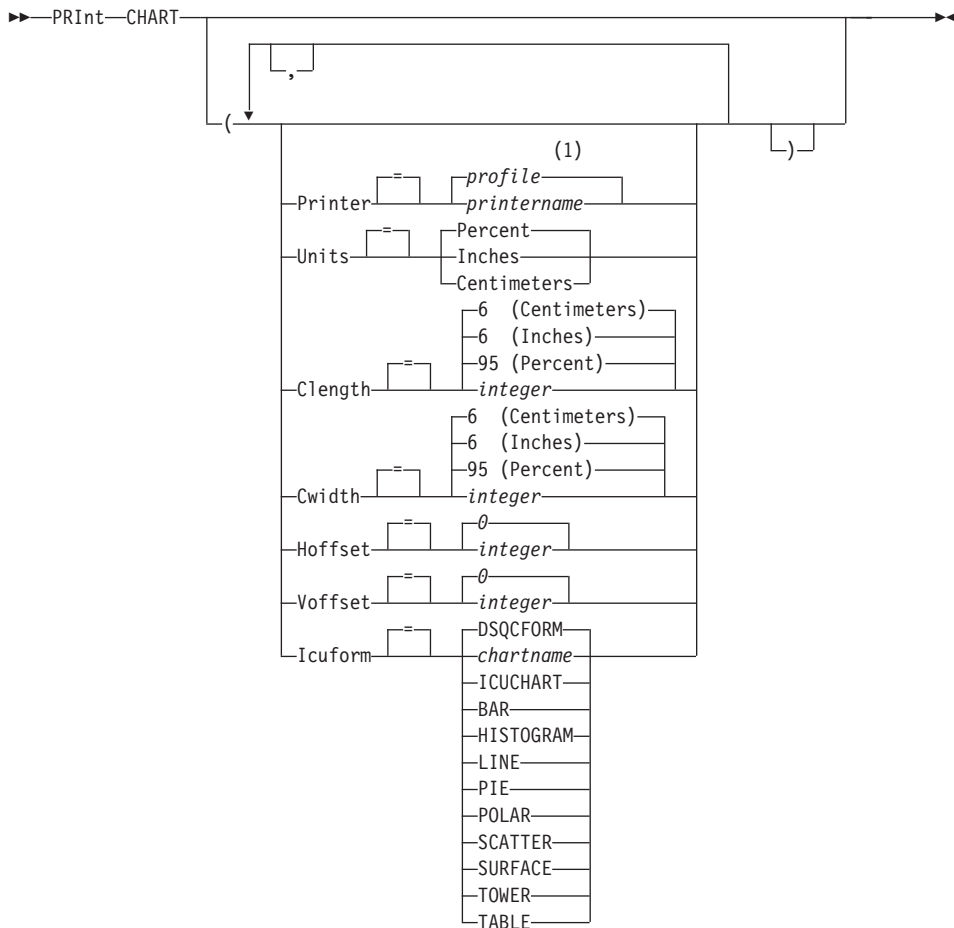 PRInt CHART
,
(
)
(1)
Printer = profile
printername
Units = Percent
Inches
Centimeters
6 (Centimeters)
6 (Inches)
95 (Percent)
Clength = integer
6 (Centimeters)
6 (Inches)
95 (Percent)
Cwidth = integer
Hoffset = 0
integer
Voffset = 0
integer
Icuform = DSQCFORM
chartname
ICUCHART
BAR
HISTOGRAM
LINE
PIE
POLAR
SCATTER
SURFACE
TOWER
TABLE